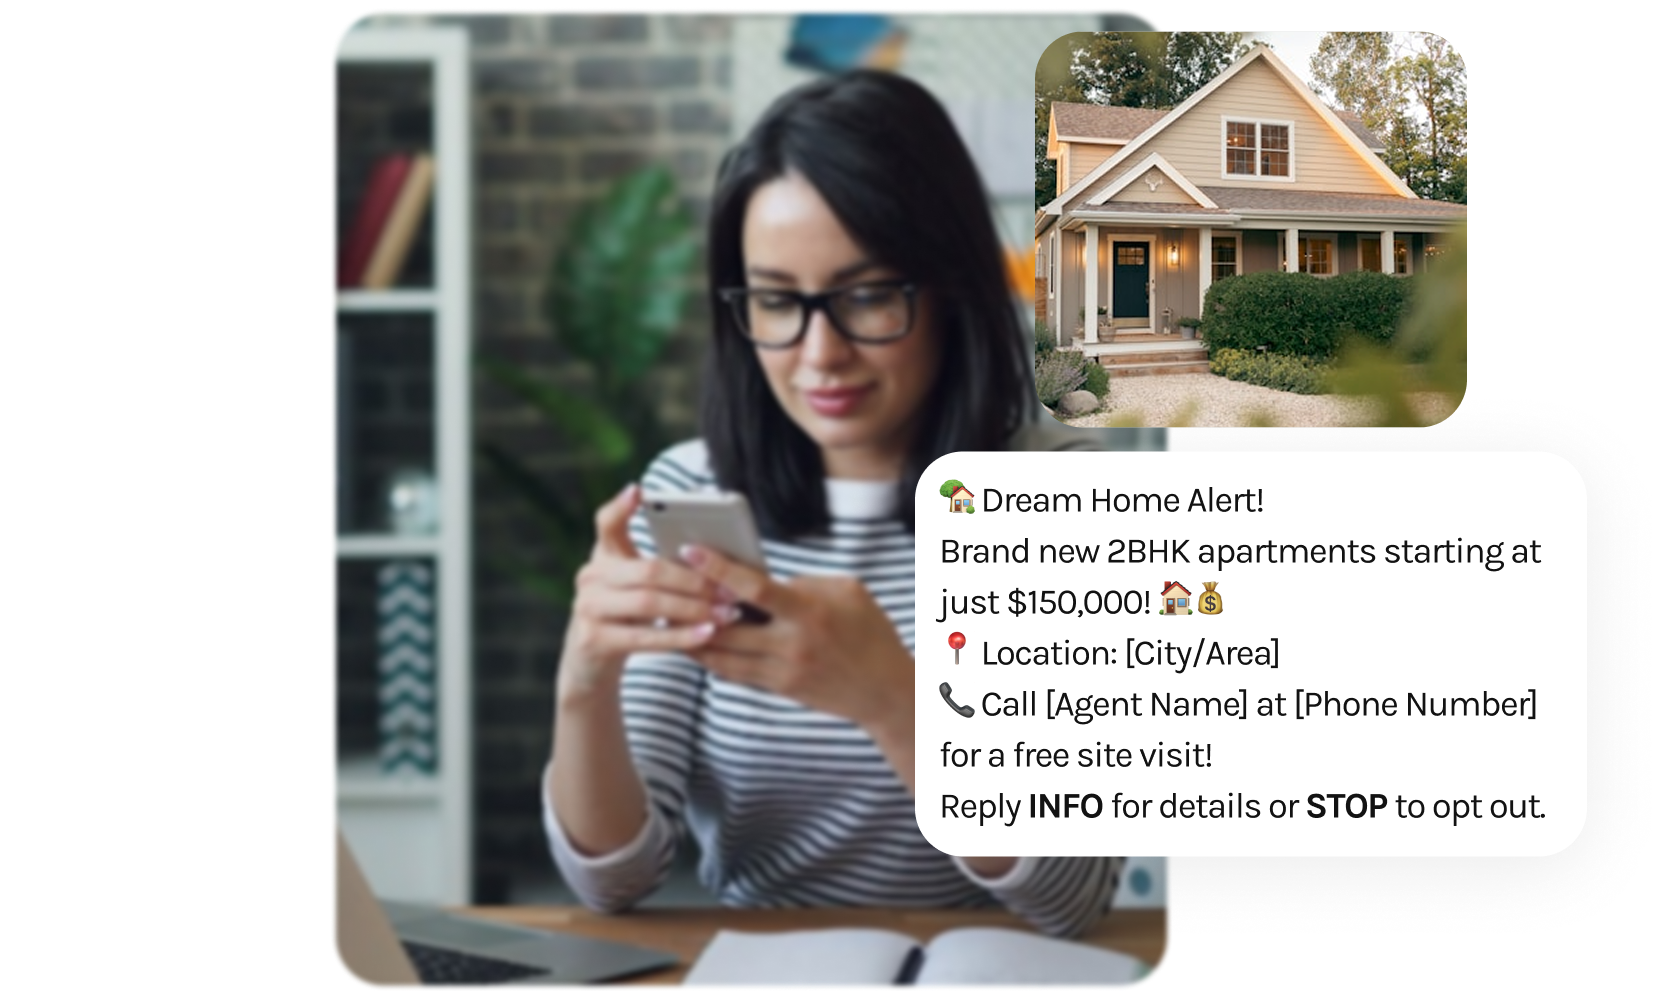 🏡 Dream Home Alert!
Brand new 2BHK apartments starting at
just $150,000! 🏠💰
📍 Location: [City/Area]
📞 Call [Agent Name] at [Phone Number]
for a free site visit!
Reply INFO for details or STOP to opt out.